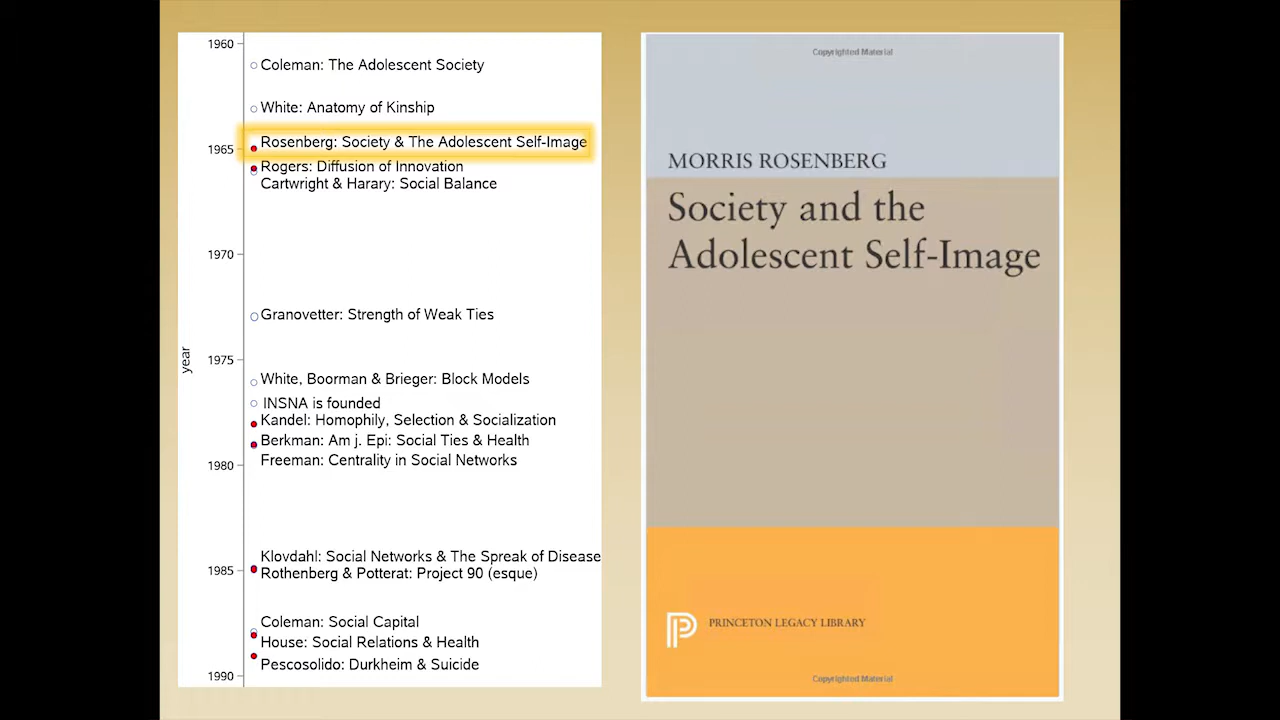 1960
Coleman: The Adolescent Society
White: Anatomy of Kinship
Rosenberg: Society & The Adolescent Self-Image
1965
Rogers: Diffusion of Innovation
Cartwright & Harary: Social Balance
1970
Granovetter: Strength of Weak Ties
year
1975
White, Boorman & Brieger: Block Models
INSNA is founded
Kandel: Homophily, Selection & Socialization
Berkman: Am j. Epi: Social Ties & Health
Freeman: Centrality in Social Networks
1980
Klovdahl: Social Networks & The Spreak of Disease
1985
Rothenberg & Potterat: Project 90 (esque)
Coleman: Social Capital
House: Social Relations & Health
Pescosolido: Durkheim & Suicide
1990
Copyrighted Material
MORRIS ROSENBERG
Society and the
Adolescent Self-Image
PRINCETON LEGACY LIBRARY
Copyrighted Material